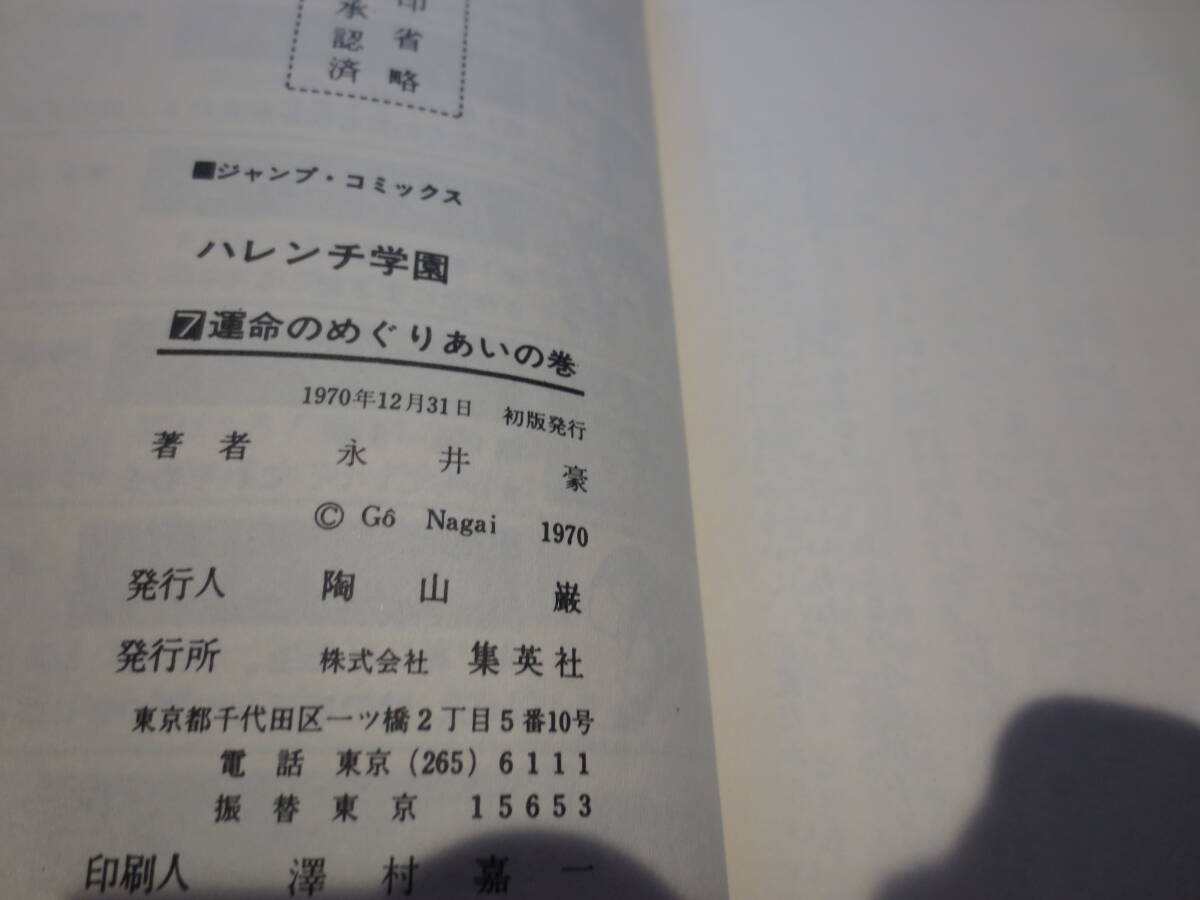 承認済
印省略
■ジャンプ・コミックス
ハレンチ学園
7運命のめぐりあいの巻
1970年12月31日 初版発行
著者 永井豪
© Gô Nagai 1970
発行人 陶山巌
発行所 株式会社 集英社
東京都千代田区一ツ橋2丁目5番10号
電話 東京(265)6111
振替東京 15653
印刷人 澤村嘉一